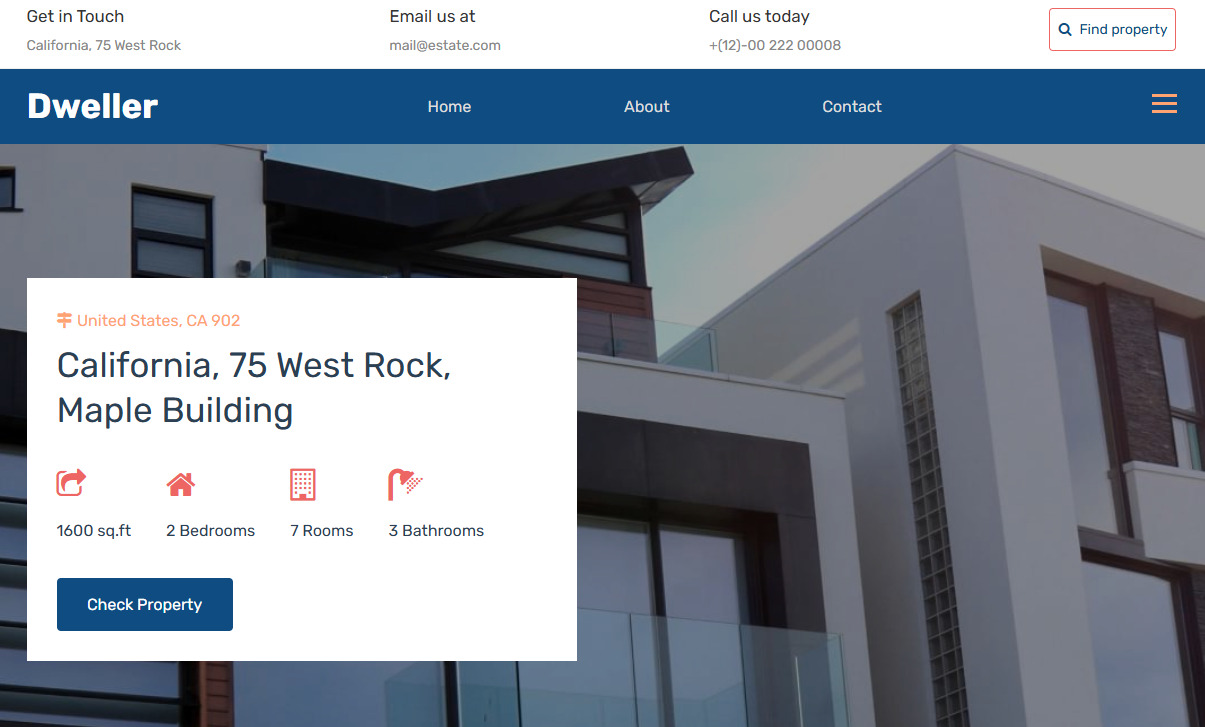 Get in Touch
California, 75 West Rock
Email us at
mail@estate.com
Call us today
+(12)-00 222 00008
Find property
Dweller
Home
About
Contact
United States, CA 902
California, 75 West Rock,
Maple Building
1600 sq.ft
2 Bedrooms
7 Rooms
3 Bathrooms
Check Property